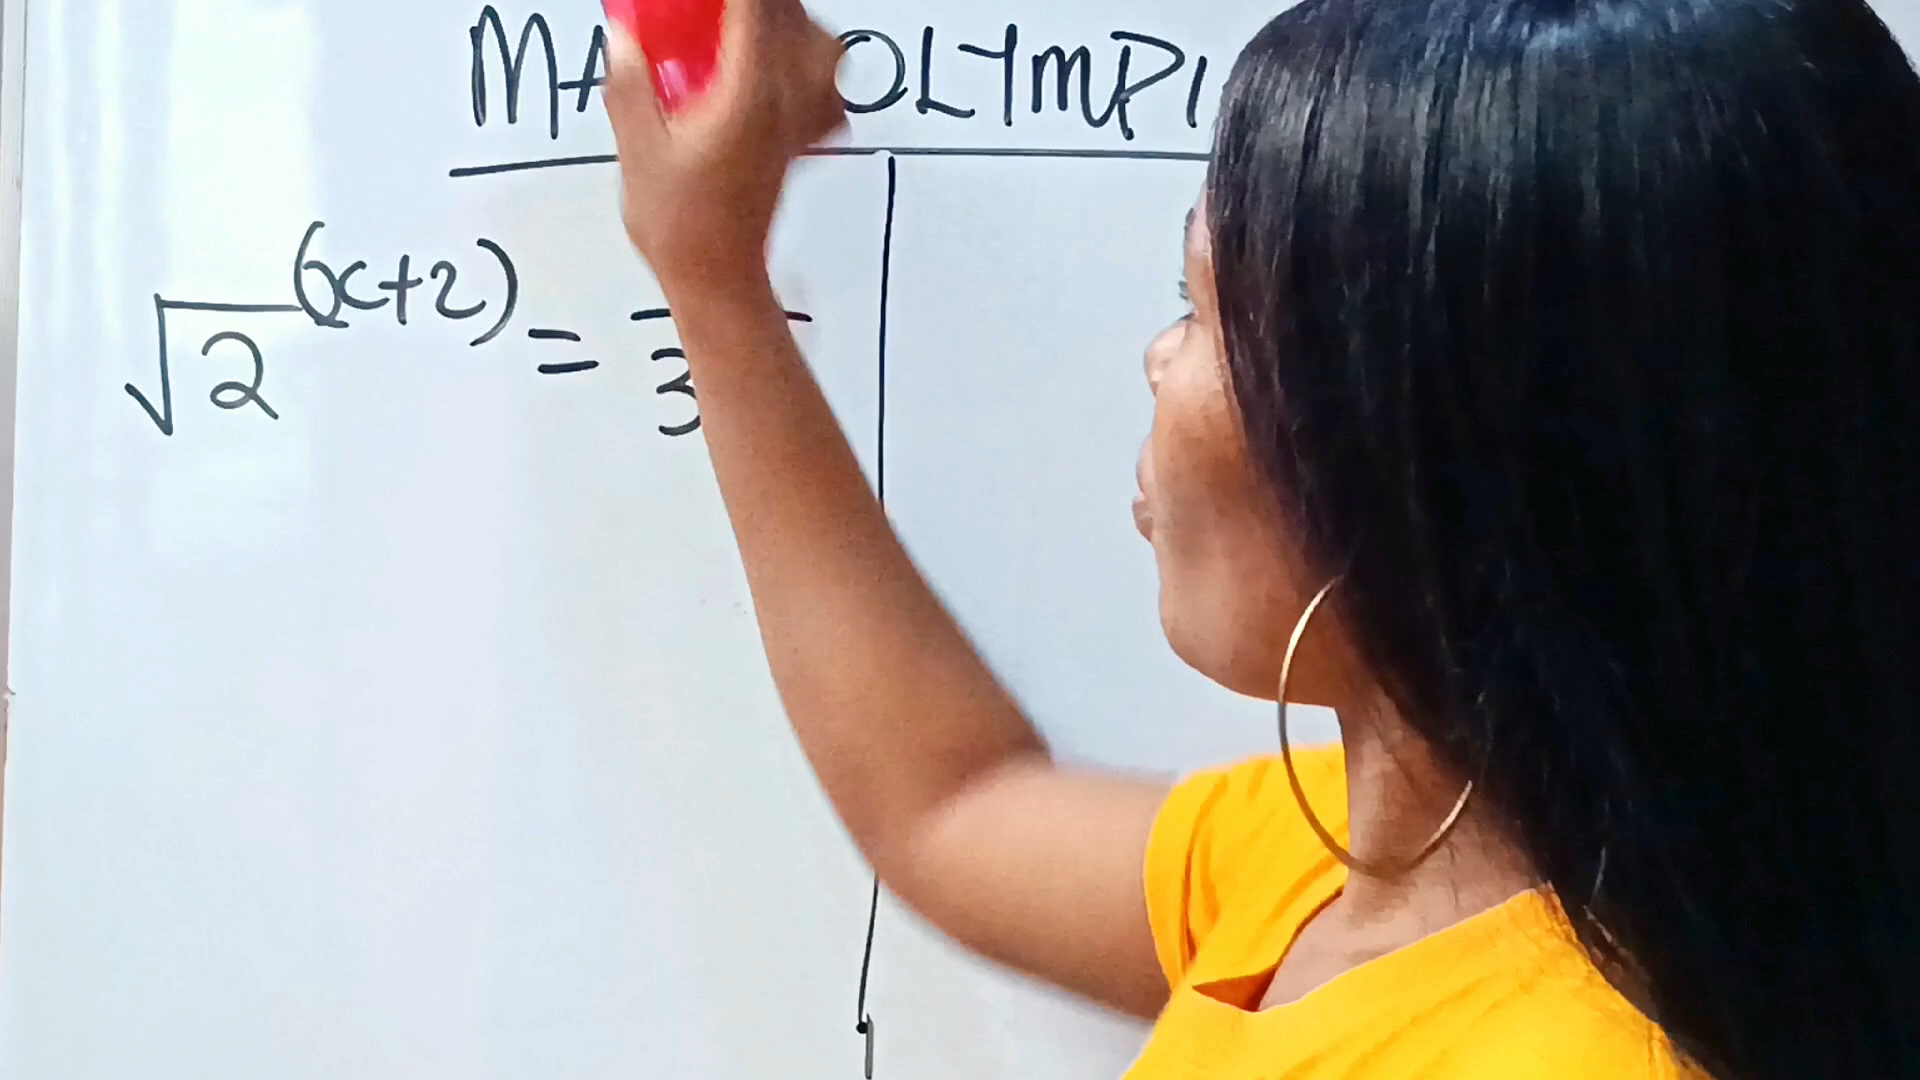 MA OLYMPI
√2^(x+2) = — 3